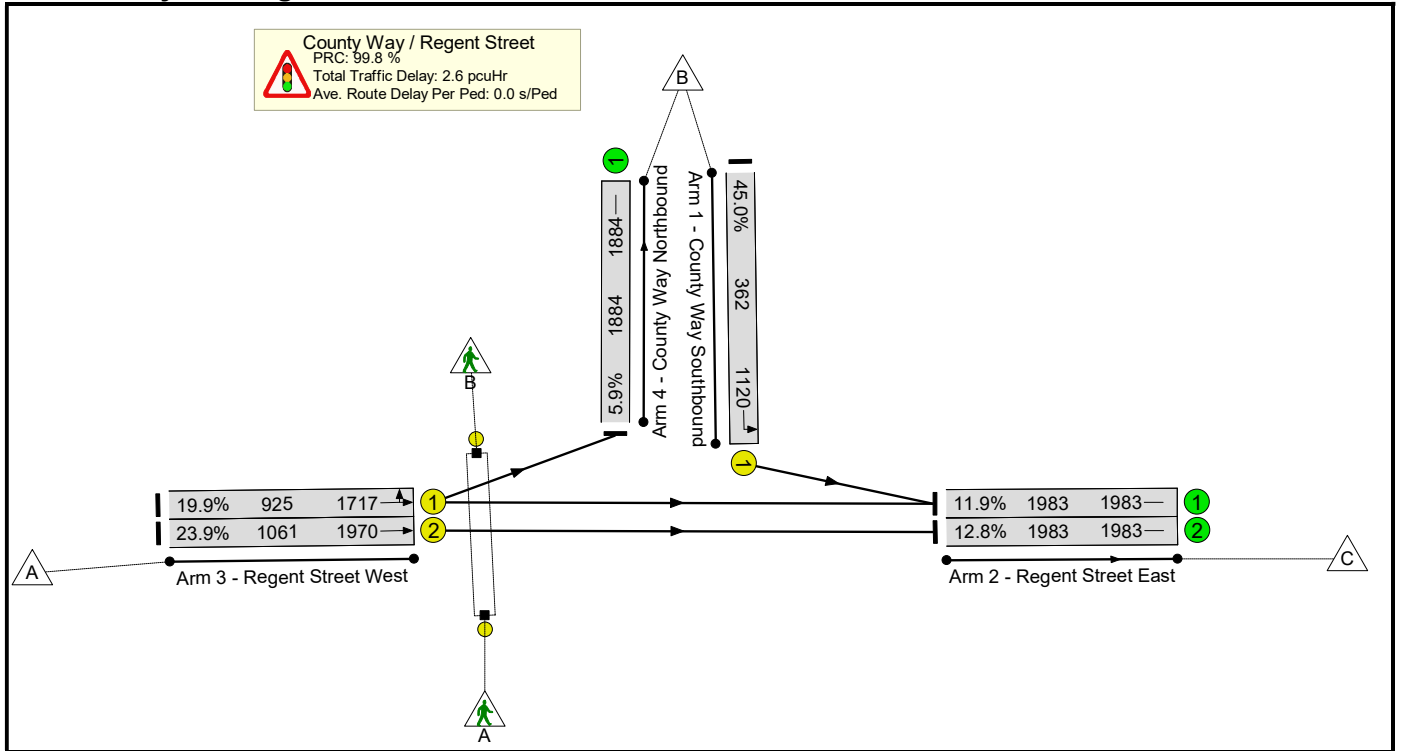 County Way / Regent Street
PRC: 99.8 %
Total Traffic Delay: 2.6 pcuHr
Ave. Route Delay Per Ped: 0.0 s/Ped
B
1
5.9% 1884 1884
Arm 4 - County Way Northbound
Arm 1 - County Way Southbound
45.0% 362 1120
1
B
19.9% 925 1717 1
23.9% 1061 1970 2
Arm 3 - Regent Street West
A
11.9% 1983 1983 1
12.8% 1983 1983 2
Arm 2 - Regent Street East
C
A